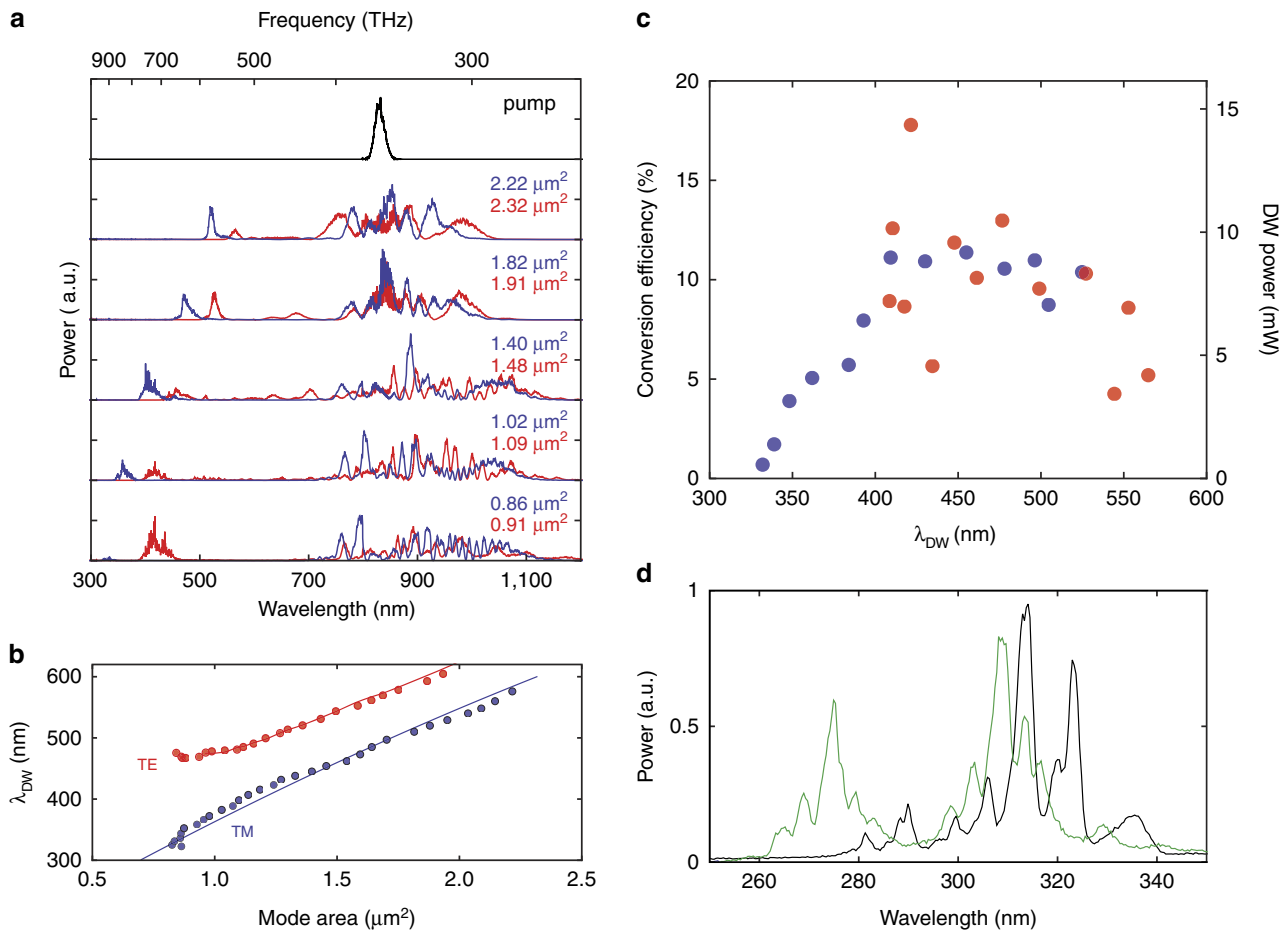 a
Frequency (THz)
900 700 500 300
pump
2.22 μm²
2.32 μm²
1.82 μm²
1.91 μm²
1.40 μm²
1.48 μm²
1.02 μm²
1.09 μm²
0.86 μm²
0.91 μm²
Power ( a.u.)
300 500 700 900 1,100
Wavelength (nm)
b
600
500
400
300
λDW (nm)
TE
TM
0.5 1.0 1.5 2.0 2.5
Mode area (μm²)
c
20
15
10
5
0
Conversion efficiency (%)
15
10
5
0
DW power (mW)
300 350 400 450 500 550 600
λDW (nm)
d
1
0.5
0
Power (a.u.)
260 280 300 320 340
Wavelength (nm)